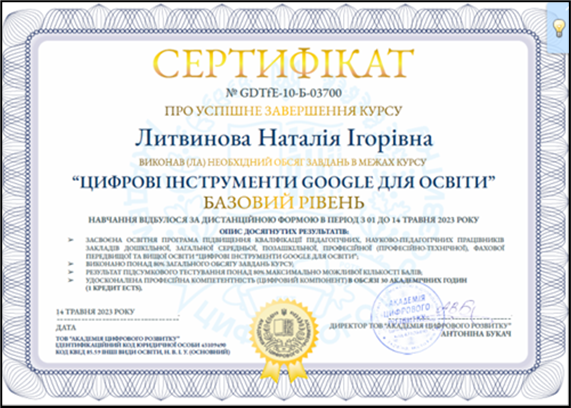 СЕРТИФІКАТ
№ GDTfE-10-Б-03700
ПРО УСПІШНЕ ЗАВЕРШЕННЯ КУРСУ
Литвинова Наталія Ігорівна
ВИКОНАВ (ЛА) НЕОБХІДНИЙ ОБСЯГ ЗАВДАНЬ В МЕЖАХ КУРСУ
“ЦИФРОВІ ІНСТРУМЕНТИ GOOGLE ДЛЯ ОСВІТИ”
БАЗОВИЙ РІВЕНЬ
НАВЧАННЯ ВІДБУЛОСЯ ЗА ДИСТАНЦІЙНОЮ ФОРМОЮ В ПЕРІОД З 01 ДО 14 ТРАВНЯ 2023 РОКУ
ОПИС ДОСЯГНУТИХ РЕЗУЛЬТАТІВ:
ЗАСВОЄНА ОСВІТНЯ ПРОГРАМА ПІДВИЩЕННЯ КВАЛІФІКАЦІЇ ПЕДАГОГІЧНИХ, НАУКОВО-ПЕДАГОГІЧНИХ ПРАЦІВНИКІВ
ЗАКЛАДІВ ДОШКІЛЬНОЇ, ЗАГАЛЬНОЇ СЕРЕДНЬОЇ, ПОЗАШКІЛЬНОЇ, ПРОФЕСІЙНОЇ (ПРОФЕСІЙНО-ТЕХНІЧНОЇ), ФАХОВОЇ
ПЕРЕДВИЩОЇ ТА ВИЩОЇ ОСВІТИ “ЦИФРОВІ ІНСТРУМЕНТИ GOOGLE ДЛЯ ОСВІТИ”;
ВИКОНАНО ПОНАД 80% ЗАГАЛЬНОГО ОБСЯГУ ЗАВДАНЬ КУРСУ;
РЕЗУЛЬТАТ ПІДСУМКОВОГО ТЕСТУВАННЯ ПОНАД 80% МАКСИМАЛЬНО МОЖЛИВОЇ КІЛЬКОСТІ БАЛІВ;
УДОСКОНАЛЕНА ПРОФЕСІЙНА КОМПЕТЕНТНІСТЬ (ЦИФРОВИЙ КОМПОНЕНТ) В ОБСЯЗІ 30 АКАДЕМІЧНИХ ГОДИН
(1 КРЕДИТ ECTS).
14 ТРАВНЯ 2023 РОКУ
ДАТА
ТОВ “АКАДЕМІЯ ЦИФРОВОГО РОЗВИТКУ”
ІДЕНТИФІКАЦІЙНИЙ КОД ЮРИДИЧНОЇ ОСОБИ 43109490
КОД КВЕД 85.59 ІНШІ ВИДИ ОСВІТИ, Н. В. І. У. (ОСНОВНИЙ)
АКАДЕМІЯ
ЦИФРОВОГО
РОЗВИТКУ
ДИРЕКТОР ТОВ “АКАДЕМІЯ ЦИФРОВОГО РОЗВИТКУ”
АНТОНІНА БУКАЧ